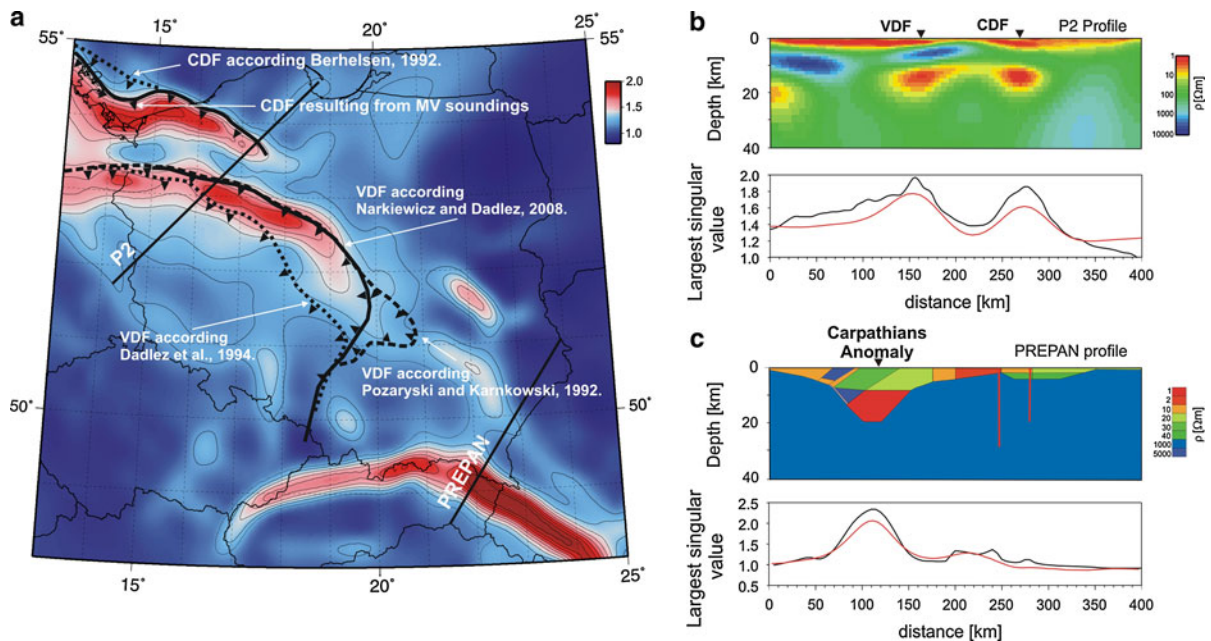 a
15°
20°
55°
55°
CDF according Berhelsen, 1992.
CDF resulting from MV soundings
2.0
1.5
1.0
VDF according
Narkiewicz and Dadlez, 2008.
P2
VDF according
Dadlez et al., 1994.
VDF according
Pozaryski and Karnkowski, 1992.
50°
50°
PREPAN
15°
20°
25°
b
VDF
CDF
P2 Profile
0
20
40
Depth [km]
1
10
100
1000
10000
ρ [Ωm]
2.0
1.8
1.6
1.4
1.2
1.0
Largest singular
value
0 50 100 150 200 250 300 350 400
distance [km]
c
Carpathians
Anomaly
PREPAN profile
0
20
40
Depth [km]
1
2
10
20
30
40
1000
5000
ρ [Ωm]
2.5
2.0
1.5
1.0
0.5
Largest singular
value
0 50 100 150 200 250 300 350 400
distance [km]